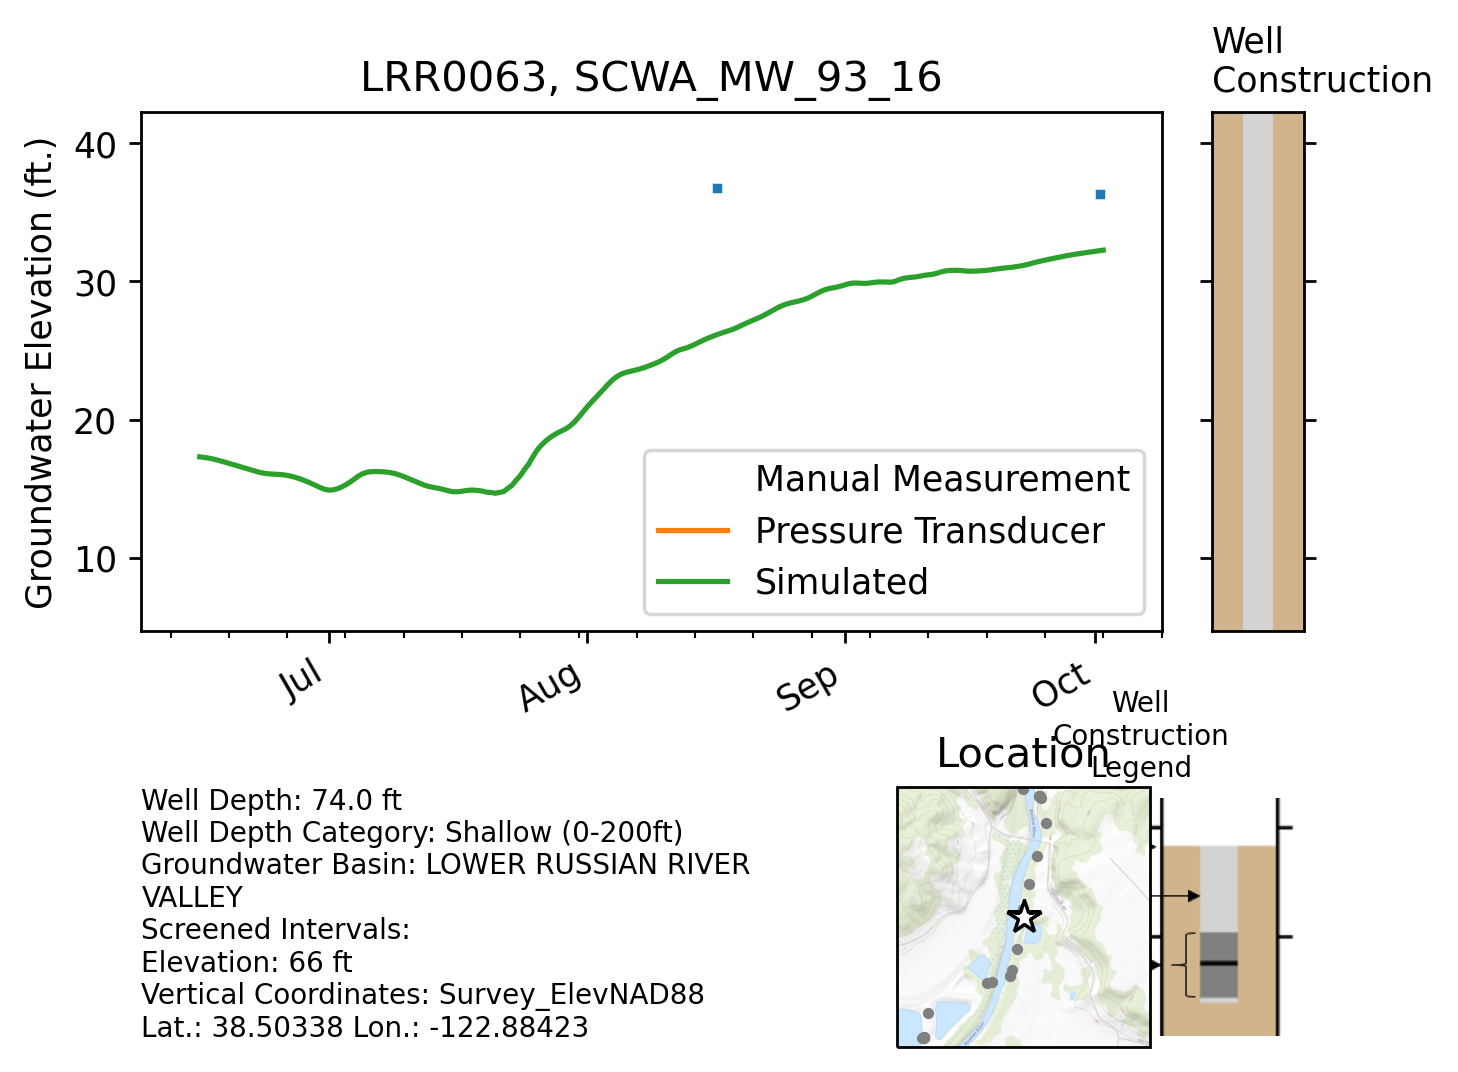 Well
Construction
LRR0063, SCWA_MW_93_16
Groundwater Elevation (ft.)
40
30
20
10
Manual Measurement
Pressure Transducer
Simulated
Jul
Aug
Sep
Oct
Well
Construction
Legend
Location
Well Depth: 74.0 ft
Well Depth Category: Shallow (0-200ft)
Groundwater Basin: LOWER RUSSIAN RIVER
VALLEY
Screened Intervals:
Elevation: 66 ft
Vertical Coordinates: Survey_ElevNAD88
Lat.: 38.50338 Lon.: -122.88423